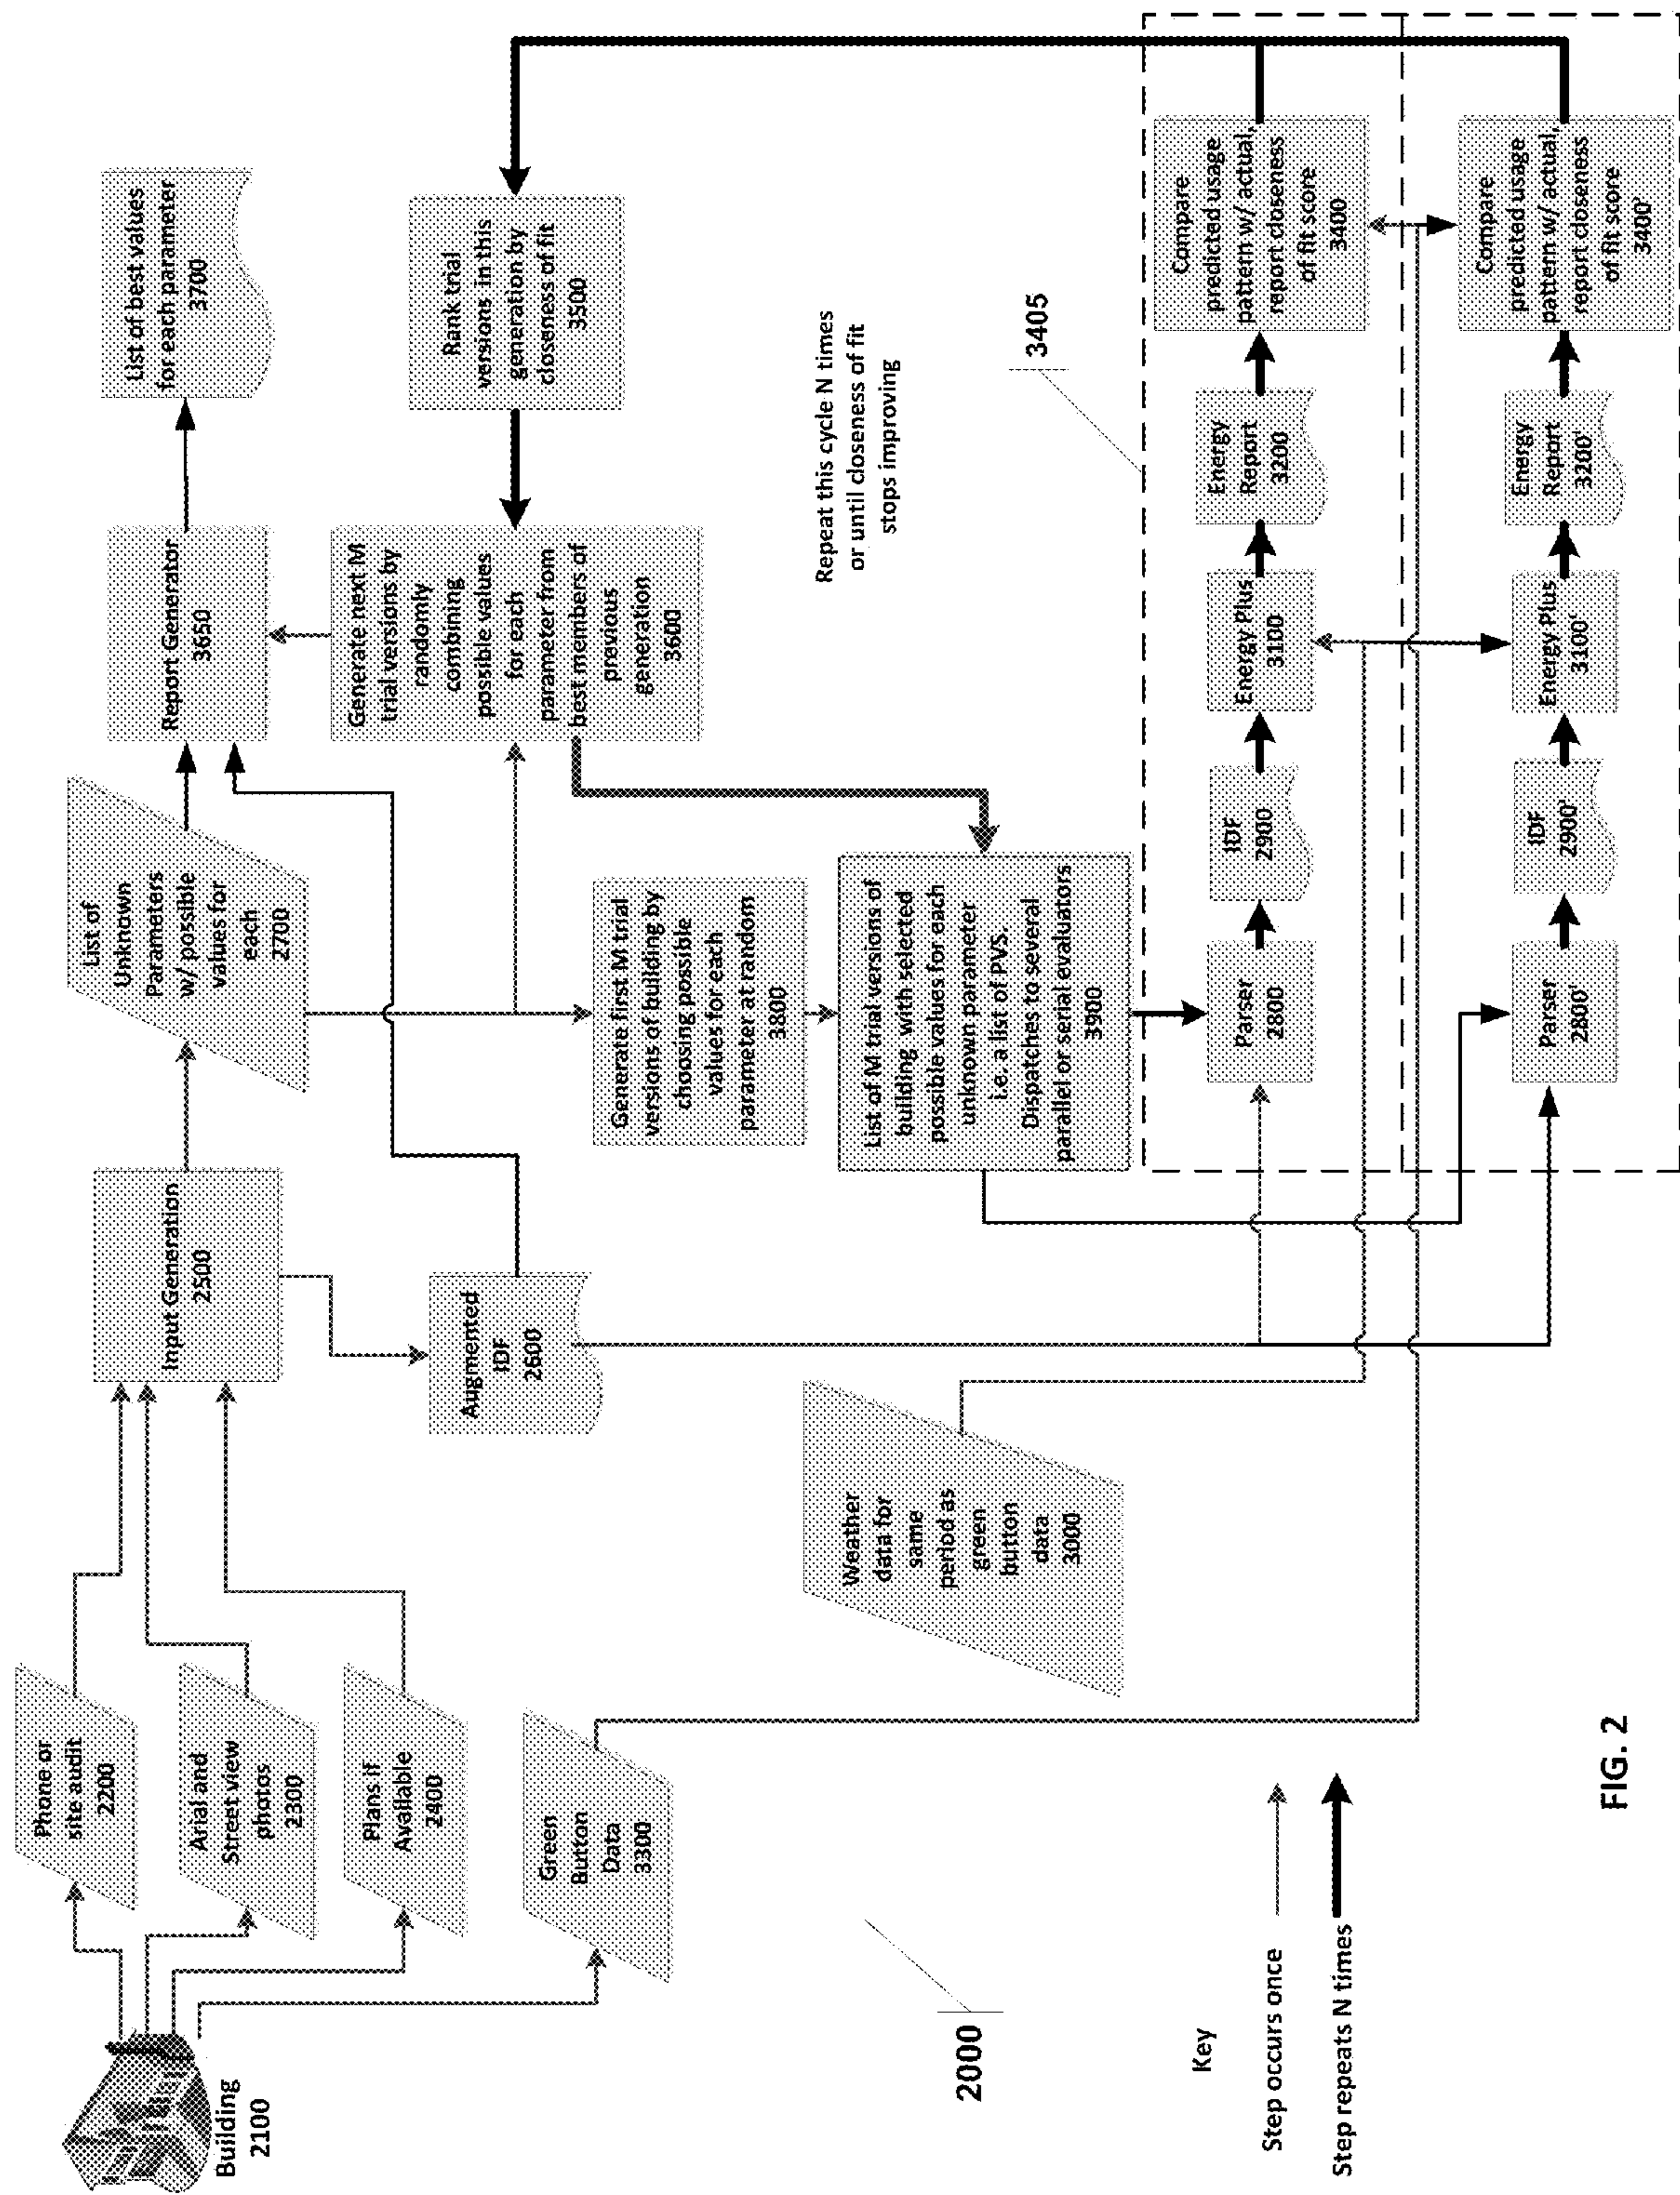 Building
2100
Phone or
site audit
2200
Arial and
Street view
photos
2300
Plans if
Available
2400
Green
Button
Data
3300
Input Generation
2500
Augmented
IDF
2600
List of
Unknown
Parameters
w/ possible
values for
each
2700
Report Generator
3650
List of best values
for each parameter
3700
Generate next M
trial versions by
randomly
combining
possible values
for each
parameter from
best members of
previous
generation
3600
Rank trial
versions in this
generation by
closeness of fit
3500
Generate first M trial
versions of building by
choosing possible
values for each
parameter at random
3800
List of M trial versions of
building with selected
possible values for each
unknown parameter
i.e. a list of PVS.
Dispatches to several
parallel or serial evaluators
3900
Repeat this cycle N times
or until closeness of fit
stops improving
Weather
data for
same
period as
green
button
data
3000
3405
Parser
2800
IDF
2900
Energy Plus
3100
Energy
Report
3200
Compare
predicted usage
pattern w/ actual,
report closeness
of fit score
3400
Parser
2800'
IDF
2900'
Energy Plus
3100'
Energy
Report
3200'
Compare
predicted usage
pattern w/ actual,
report closeness
of fit score
3400'
2000
Key
Step occurs once
Step repeats N times
FIG. 2